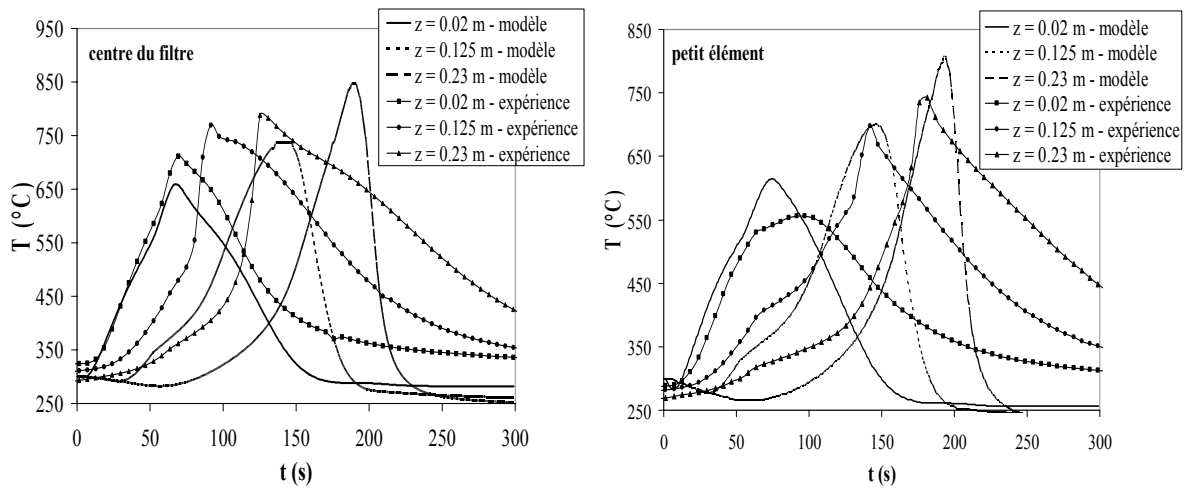 950
850
750
650
550
450
350
250
T (°C)
centre du filtre
z = 0.02 m - modèle
z = 0.125 m - modèle
z = 0.23 m - modèle
z = 0.02 m - expérience
z = 0.125 m - expérience
z = 0.23 m - expérience
0 50 100 150 200 250 300
t (s)
850
750
650
550
450
350
250
T (°C)
petit élément
z = 0.02 m - modèle
z = 0.125 m - modèle
z = 0.23 m - modèle
z = 0.02 m - expérience
z = 0.125 m - expérience
z = 0.23 m - expérience
0 50 100 150 200 250 300
t (s)